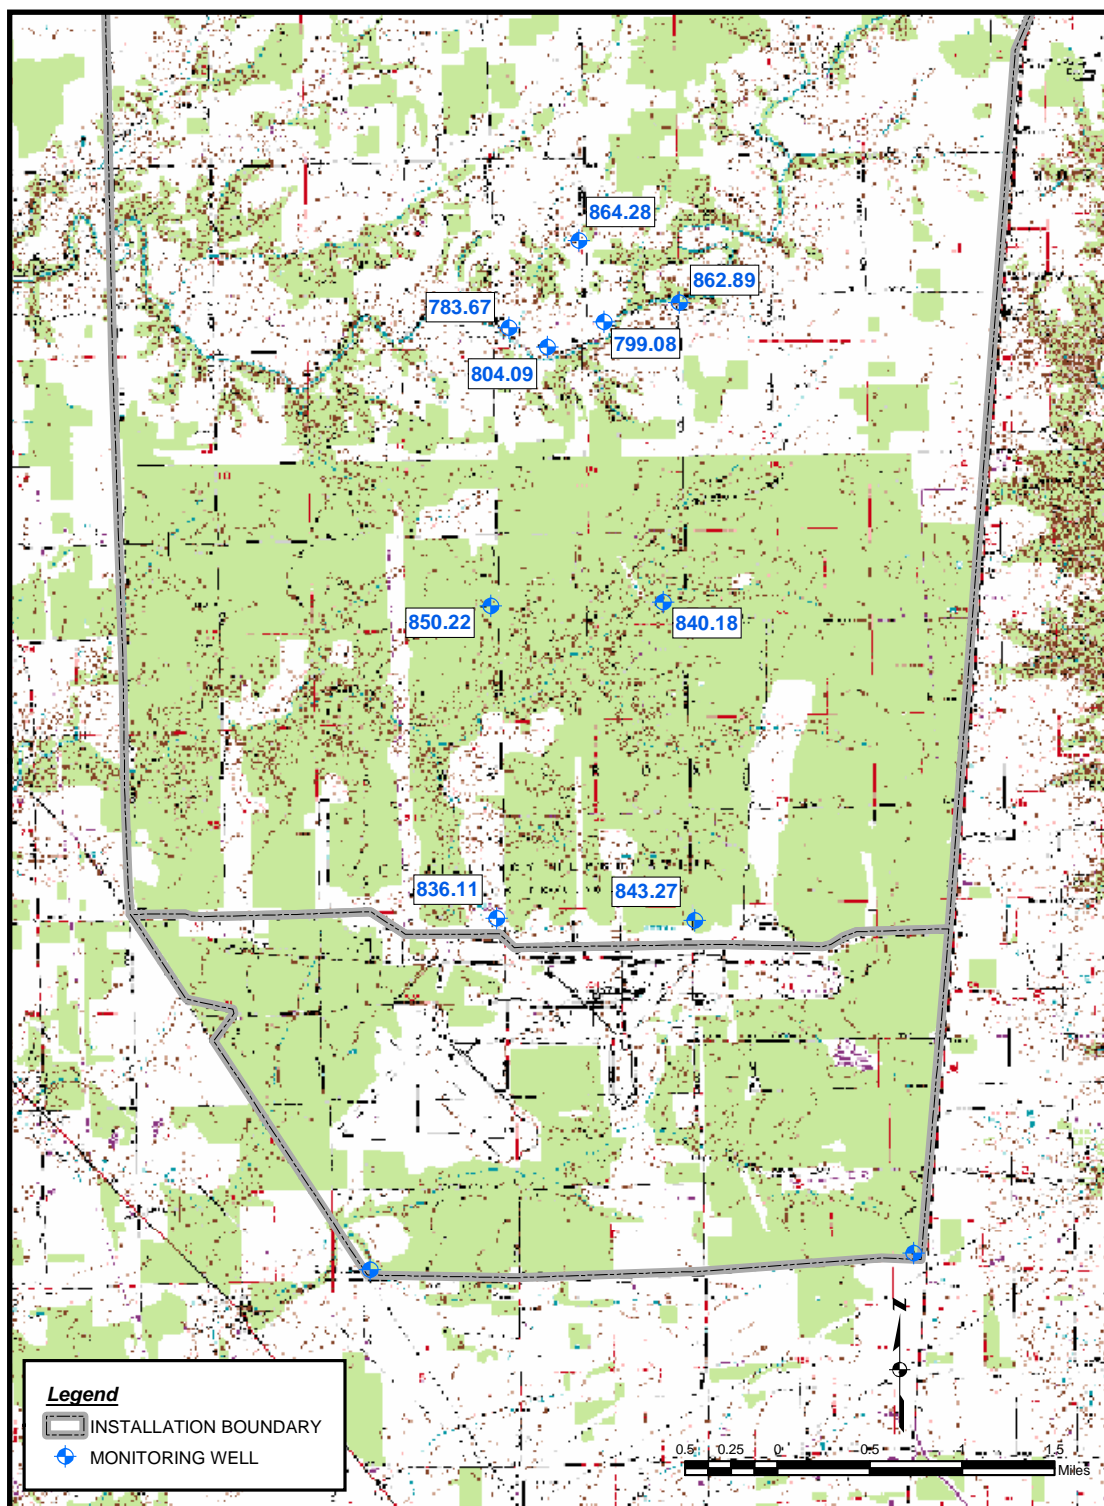 864.28
862.89
783.67
799.08
804.09
850.22
840.18
836.11
843.27
N
Legend
INSTALLATION BOUNDARY
MONITORING WELL
0.5 0.25 0 0.5 1 1.5
Miles